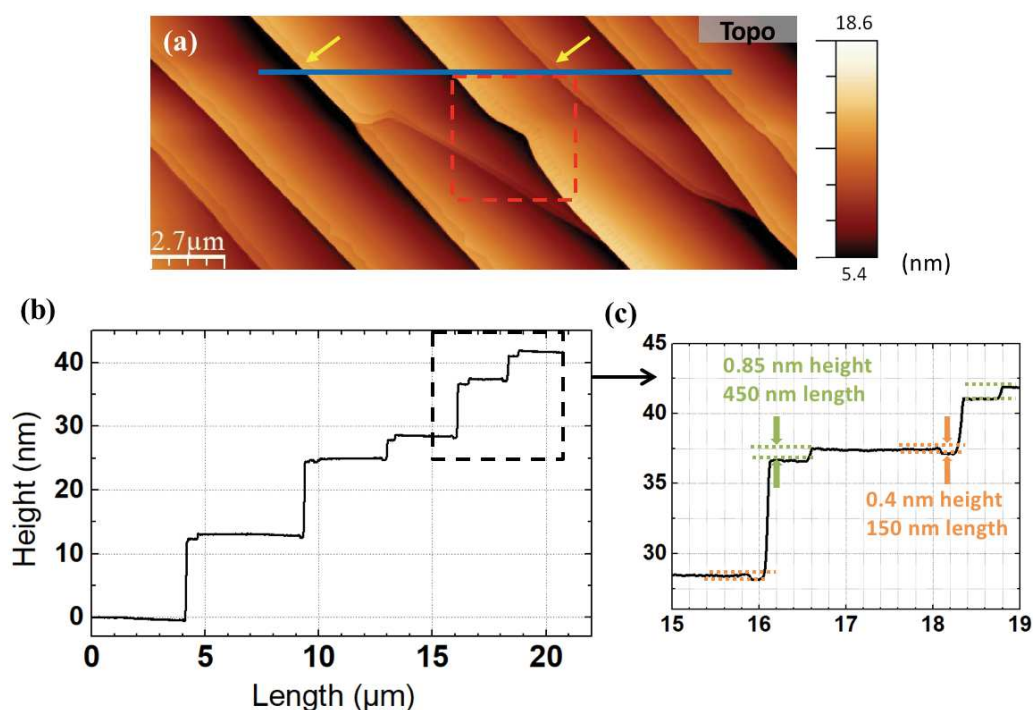 (a)
Topo
18.6
5.4
(nm)
2.7µm
(b)
40
30
20
10
0
Height (nm)
0
5
10
15
20
Length (µm)
(c)
45
40
35
30
0.85 nm height
450 nm length
0.4 nm height
150 nm length
15
16
17
18
19